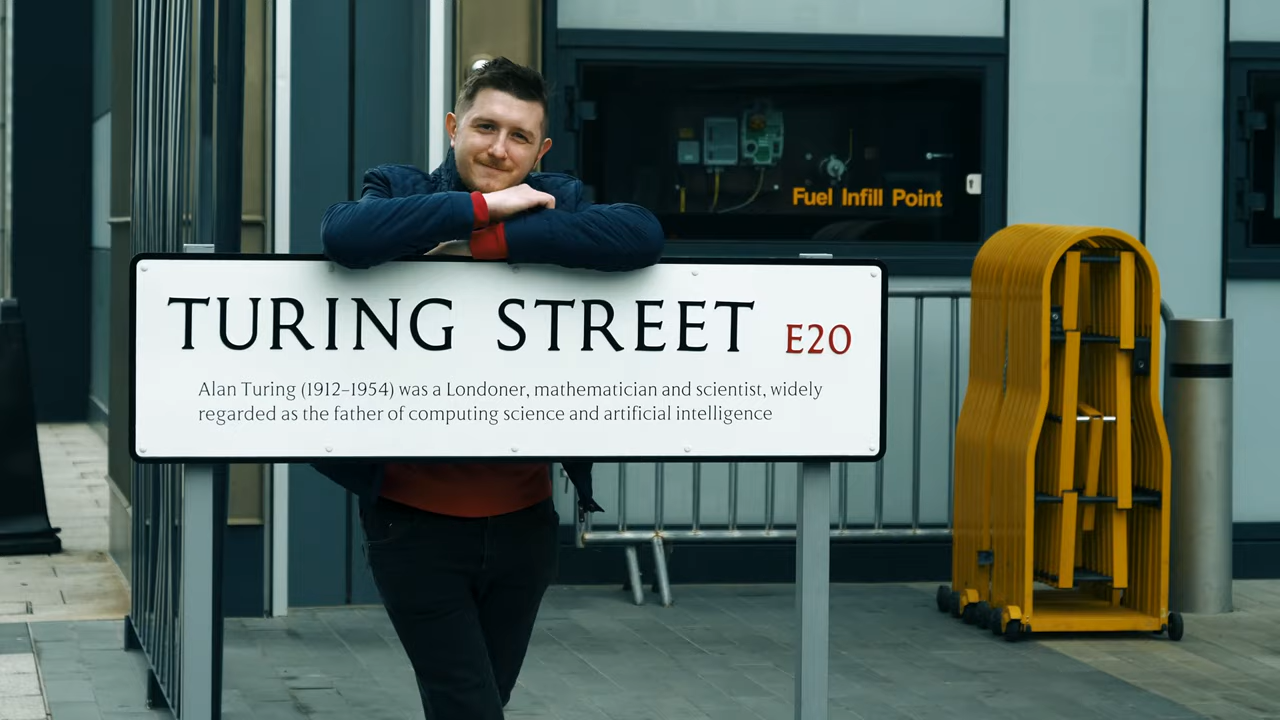 Fuel Infill Point
TURING STREET E20
Alan Turing (1912–1954) was a Londoner, mathematician and scientist, widely
regarded as the father of computing science and artificial intelligence